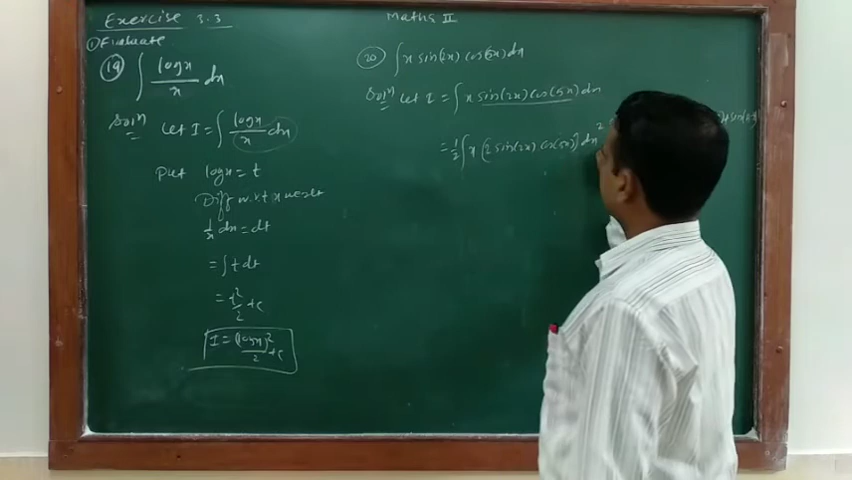 Exercise 3.3
Maths II
① Evaluate
⑲ ∫ logx/x dx
Solⁿ Let I = ∫ logx/x dx
Put logx = t
Diff w.r.t x we get
1/x dx = dt
= ∫ t dt
= t²/2 + c
I = (logx)²/2 + c
⑳ ∫ x sin(2x) cos(5x) dx
Solⁿ Let I = ∫ x sin(2x) cos(5x) dx
= 1/2 ∫ x [2 sin(2x) cos(5x)] dx